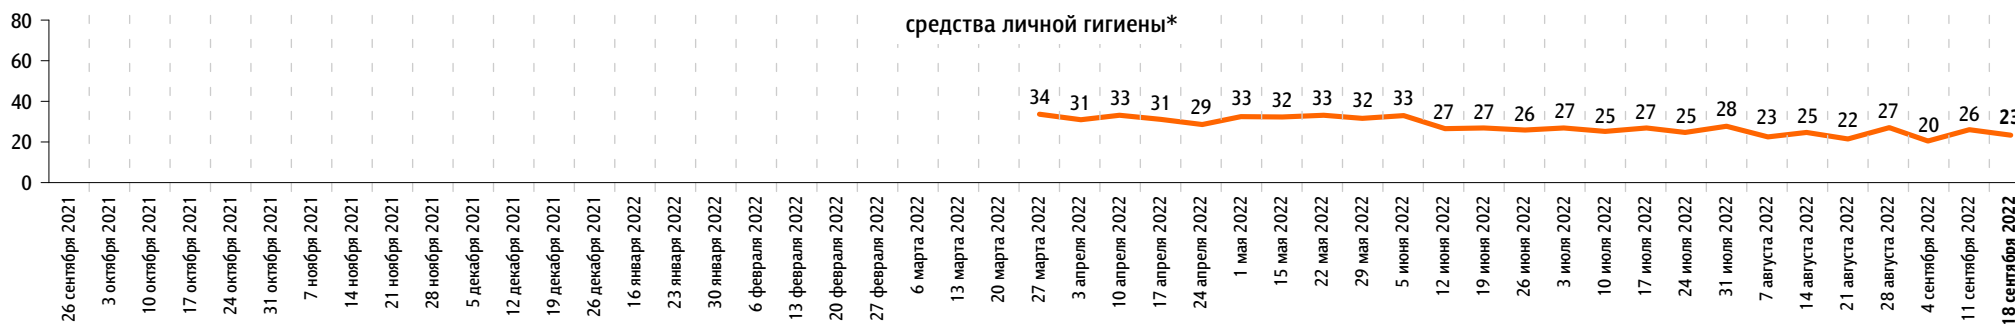 средства личной гигиены*
80
60
40
20
0
34 31 33 31 29 33 32 33 32 33 27 27 26 27 25 27 25 28 23 25 22 27 20 26 23
26 сентября 2021
3 октября 2021
10 октября 2021
17 октября 2021
24 октября 2021
31 октября 2021
7 ноября 2021
14 ноября 2021
21 ноября 2021
28 ноября 2021
5 декабря 2021
12 декабря 2021
19 декабря 2021
26 декабря 2021
16 января 2022
23 января 2022
30 января 2022
6 февраля 2022
13 февраля 2022
20 февраля 2022
27 февраля 2022
6 марта 2022
13 марта 2022
20 марта 2022
27 марта 2022
3 апреля 2022
10 апреля 2022
17 апреля 2022
24 апреля 2022
1 мая 2022
15 мая 2022
22 мая 2022
29 мая 2022
5 июня 2022
12 июня 2022
19 июня 2022
26 июня 2022
3 июля 2022
10 июля 2022
17 июля 2022
24 июля 2022
31 июля 2022
7 августа 2022
14 августа 2022
21 августа 2022
28 августа 2022
4 сентября 2022
11 сентября 2022
18 сентября 2022